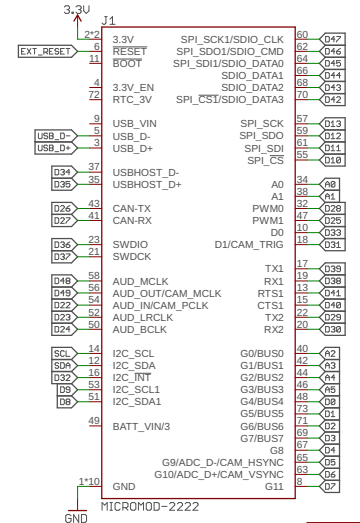 3.3V
J1
2*2 3.3V SPI_SCK1/SDIO_CLK 60 D47
EXT_RESET 6 RESET SPI_SDO1/SDIO_CMD 62 D46
11 BOOT SPI_SDI1/SDIO_DATA0 64 D45
SDIO_DATA1 66 D44
4 3.3V_EN SDIO_DATA2 68 D43
72 RTC_3V SPI_CS1/SDIO_DATA3 70 D42
9 USB_VIN SPI_SCK 57 D13
USB_D- 5 USB_D- SPI_SDO 59 D12
USB_D+ 3 USB_D+ SPI_SDI 61 D11
SPI_CS 55 D10
D34 37 USBHOST_D-
D35 35 USBHOST_D+ A0 34 A0
A1 38 A1
D26 43 CAN-TX PWM0 32 D28
D27 41 CAN-RX PWM1 47 D25
D0 10 D33
D36 23 SWDIO D1/CAM_TRIG 18 D31
D37 21 SWDCK
TX1 17 D39
D48 58 AUD_MCLK RX1 19 D38
D49 56 AUD_OUT/CAM_MCLK RTS1 13 D41
D22 54 AUD_IN/CAM_PCLK CTS1 15 D40
D23 52 AUD_LRCLK TX2 22 D29
D24 50 AUD_BCLK RX2 20 D30
SCL 14 I2C_SCL G0/BUS0 40 A2
SDA 12 I2C_SDA G1/BUS1 42 A3
D32 16 I2C_INT G2/BUS2 44 A4
D9 53 I2C_SCL1 G3/BUS3 46 A5
D8 51 I2C_SDA1 G4/BUS4 48 D0
G5/BUS5 73 D1
49 BATT_VIN/3 G6/BUS6 71 D2
G7/BUS7 69 D3
G8 67 D4
G9/ADC_D-/CAM_HSYNC 65 D5
G10/ADC_D+/CAM_VSYNC 63 D6
1*10 GND G11 8 D7
MICROMOD-2222
GND